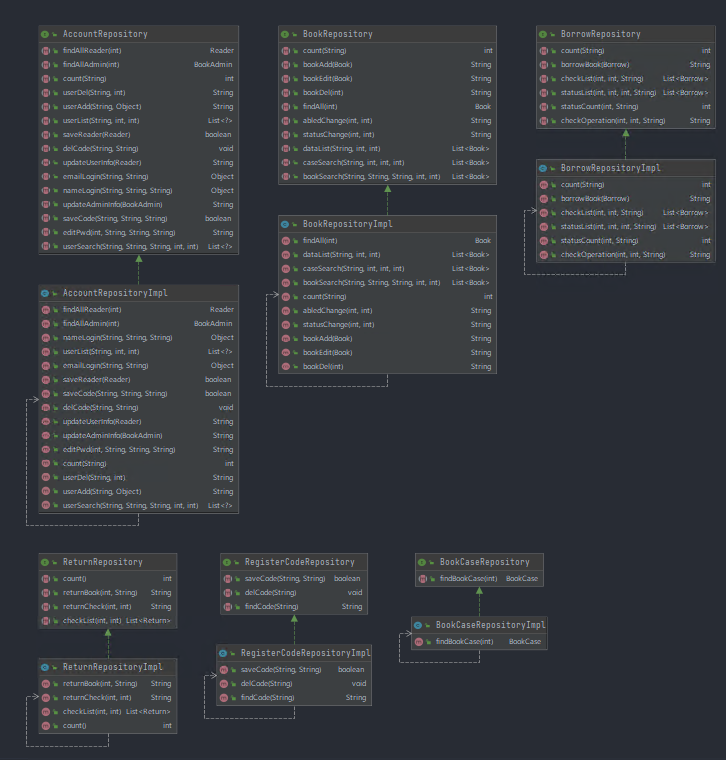 AccountRepository
findAllReader(int) Reader
findAllAdmin(int) BookAdmin
count(String) int
userDel(String, int) String
userAdd(String, Object) String
userList(String, int, int) List<?>
saveReader(Reader) boolean
delCode(String, String) void
updateUserInfo(Reader) String
emailLogin(String, String) Object
nameLogin(String, String, String) Object
updateAdminInfo(BookAdmin) String
saveCode(String, String, String) boolean
editPwd(int, String, String, String) String
userSearch(String, String, String, int, int) List<?>
AccountRepositoryImpl
findAllReader(int) Reader
findAllAdmin(int) BookAdmin
nameLogin(String, String, String) Object
userList(String, int, int) List<?>
emailLogin(String, String) Object
saveReader(Reader) boolean
saveCode(String, String, String) boolean
delCode(String, String) void
updateUserInfo(Reader) String
updateAdminInfo(BookAdmin) String
editPwd(int, String, String, String) String
count(String) int
userDel(String, int) String
userAdd(String, Object) String
userSearch(String, String, String, int, int) List<?>
BookRepository
count(String) int
bookAdd(Book) String
bookEdit(Book) String
bookDel(int) String
findAll(int) Book
abledChange(int, int) String
statusChange(int, int) String
dataList(String, int, int) List<Book>
caseSearch(String, int, int, int) List<Book>
bookSearch(String, String, String, int, int) List<Book>
BookRepositoryImpl
findAll(int) Book
dataList(String, int, int) List<Book>
caseSearch(String, int, int, int) List<Book>
bookSearch(String, String, String, int, int) List<Book>
count(String) int
abledChange(int, int) String
statusChange(int, int) String
bookAdd(Book) String
bookEdit(Book) String
bookDel(int) String
BorrowRepository
count(String) int
borrowBook(Borrow) String
checkList(int, int, String) List<Borrow>
statusList(int, int, int, String) List<Borrow>
statusCount(int, String) int
checkOperation(int, int, String) String
BorrowRepositoryImpl
count(String) int
borrowBook(Borrow) String
checkList(int, int, String) List<Borrow>
statusList(int, int, int, String) List<Borrow>
statusCount(int, String) int
checkOperation(int, int, String) String
ReturnRepository
count() int
returnBook(int, String) String
returnCheck(int, int) String
checkList(int, int) List<Return>
ReturnRepositoryImpl
returnBook(int, String) String
returnCheck(int, int) String
checkList(int, int) List<Return>
count() int
RegisterCodeRepository
saveCode(String, String) boolean
delCode(String) void
findCode(String) String
RegisterCodeRepositoryImpl
saveCode(String, String) boolean
delCode(String) void
findCode(String) String
BookCaseRepository
findBookCase(int) BookCase
BookCaseRepositoryImpl
findBookCase(int) BookCase